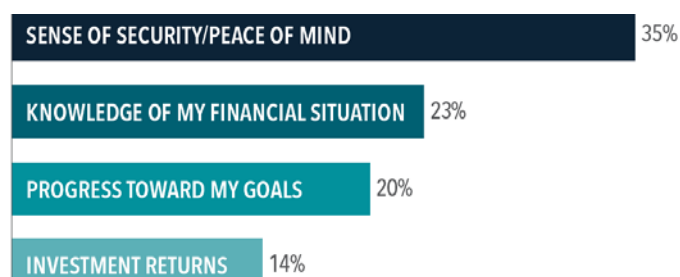 SENSE OF SECURITY/PEACE OF MIND 35%
KNOWLEDGE OF MY FINANCIAL SITUATION 23%
PROGRESS TOWARD MY GOALS 20%
INVESTMENT RETURNS 14%